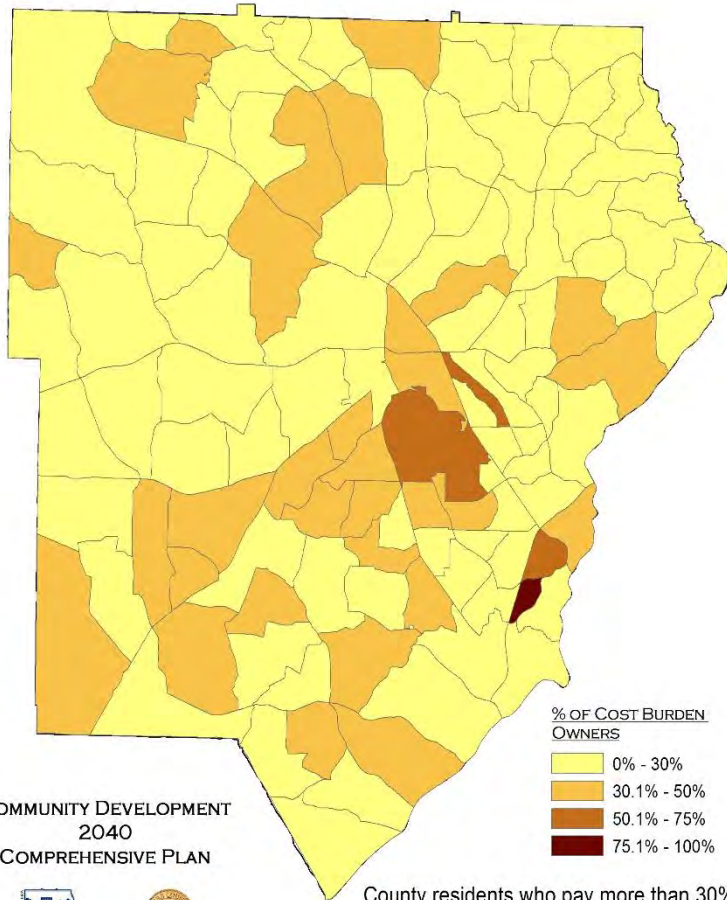 % OF COST BURDEN
OWNERS
0% - 30%
30.1% - 50%
50.1% - 75%
75.1% - 100%
OMMUNITY DEVELOPMENT
2040
COMPREHENSIVE PLAN
County residents who pay more than 30%